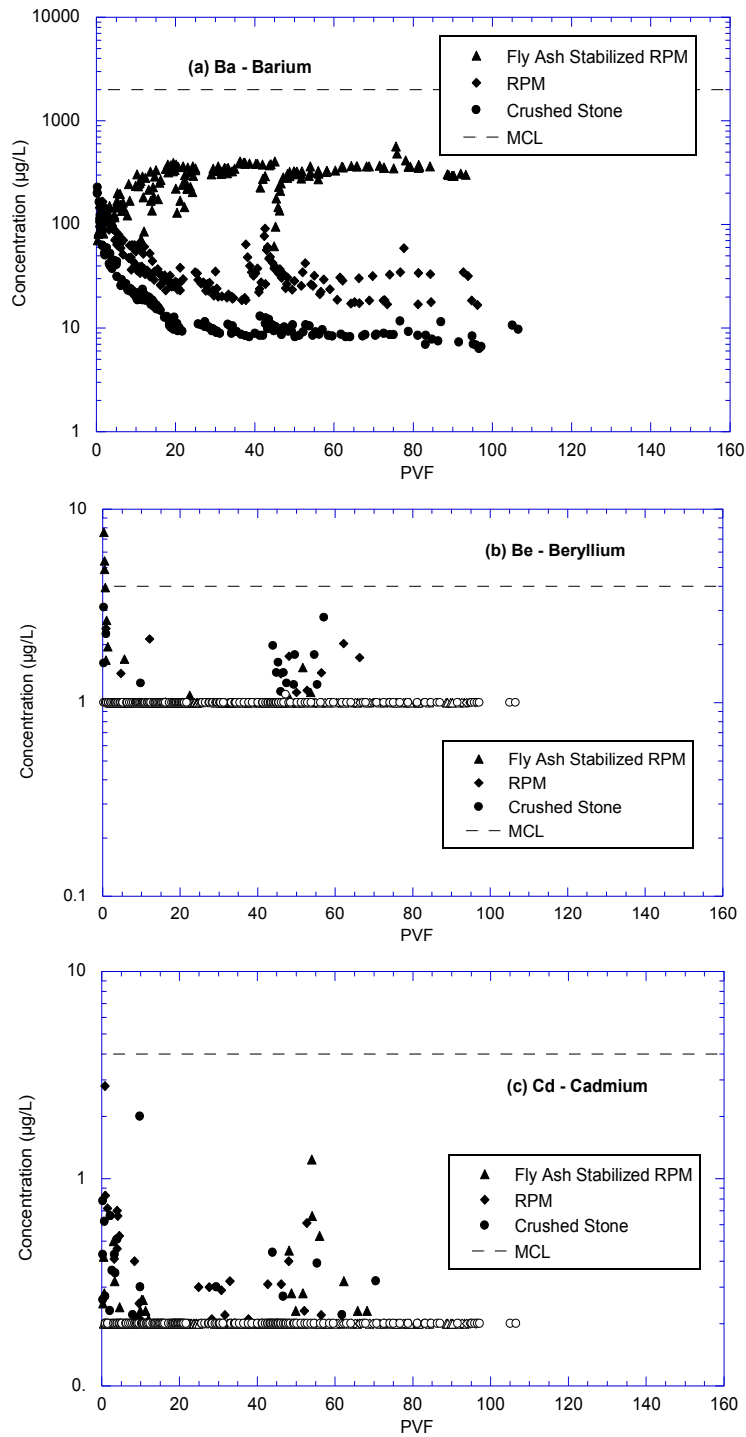 10000
(a) Ba - Barium
Fly Ash Stabilized RPM
RPM
Crushed Stone
MCL
1000
100
10
1
Concentration (µg/L)
0 20 40 60 80 100 120 140 160
PVF
10
(b) Be - Beryllium
1
Fly Ash Stabilized RPM
RPM
Crushed Stone
MCL
0.1
Concentration (µg/L)
0 20 40 60 80 100 120 140 160
PVF
10
(c) Cd - Cadmium
1
Fly Ash Stabilized RPM
RPM
Crushed Stone
MCL
0.
Concentration (µg/L)
0 20 40 60 80 100 120 140 160
PVF